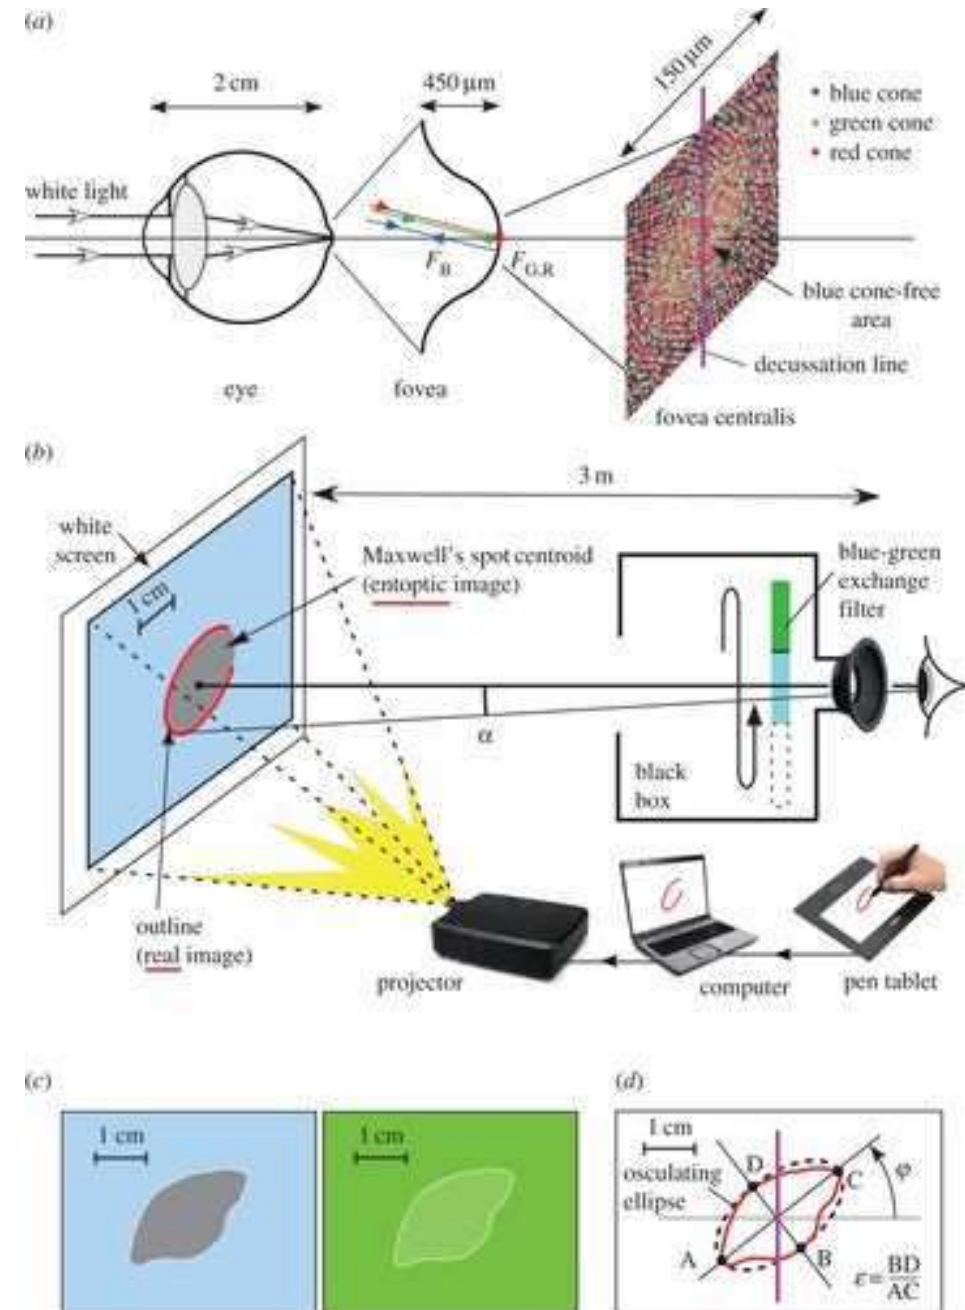 (a)
2 cm
450 µm
150 µm
blue cone
green cone
red cone
white light
F_B
F_G,R
blue cone-free
area
decussation line
eye
fovea
fovea centralis
(b)
3 m
white
screen
1 cm
Maxwell's spot centroid
(entoptic image)
blue-green
exchange
filter
α
black
box
outline
(real image)
projector
computer
pen tablet
(c)
1 cm
1 cm
(d)
1 cm
osculating
ellipse
D
C
φ
A
B
ε = BD
AC